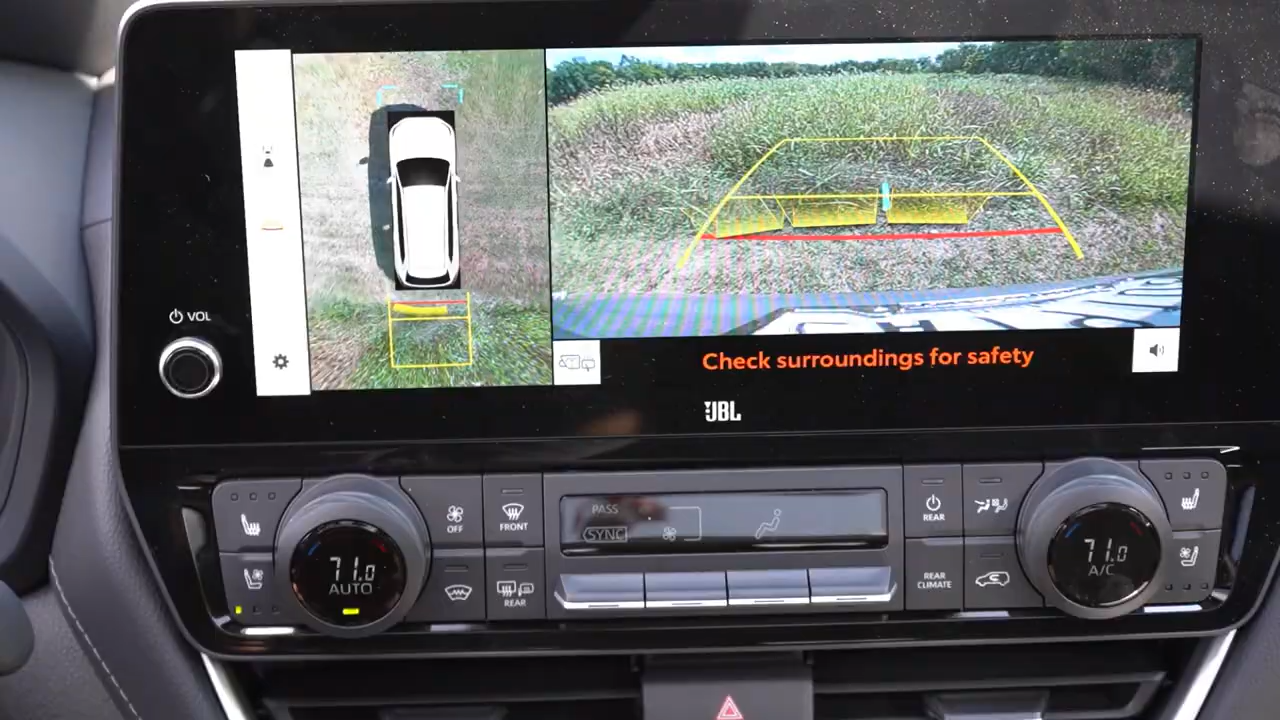 VOL
Check surroundings for safety
JBL
PASS
SYNC
OFF
FRONT
REAR
71.0
AUTO
REAR
REAR
CLIMATE
71.0
A/C